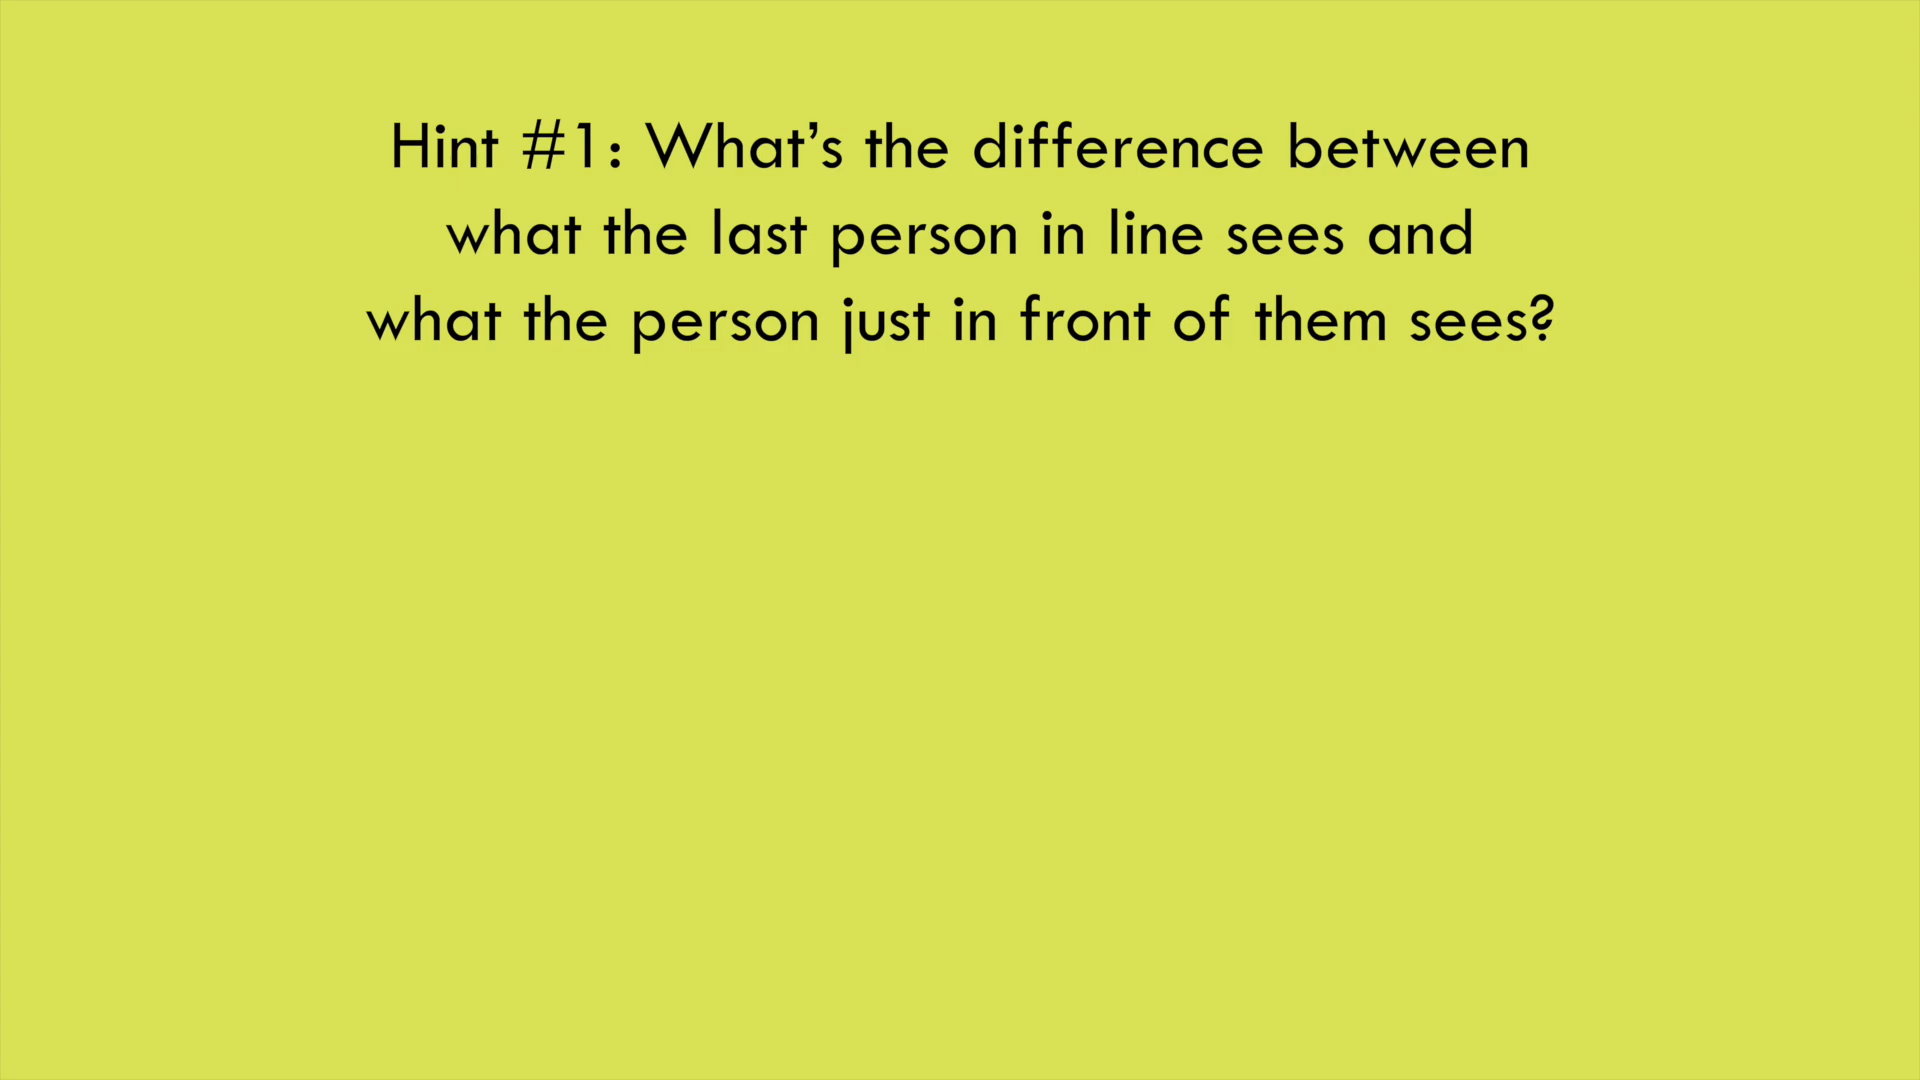 Hint #1: What’s the difference between
what the last person in line sees and
what the person just in front of them sees?